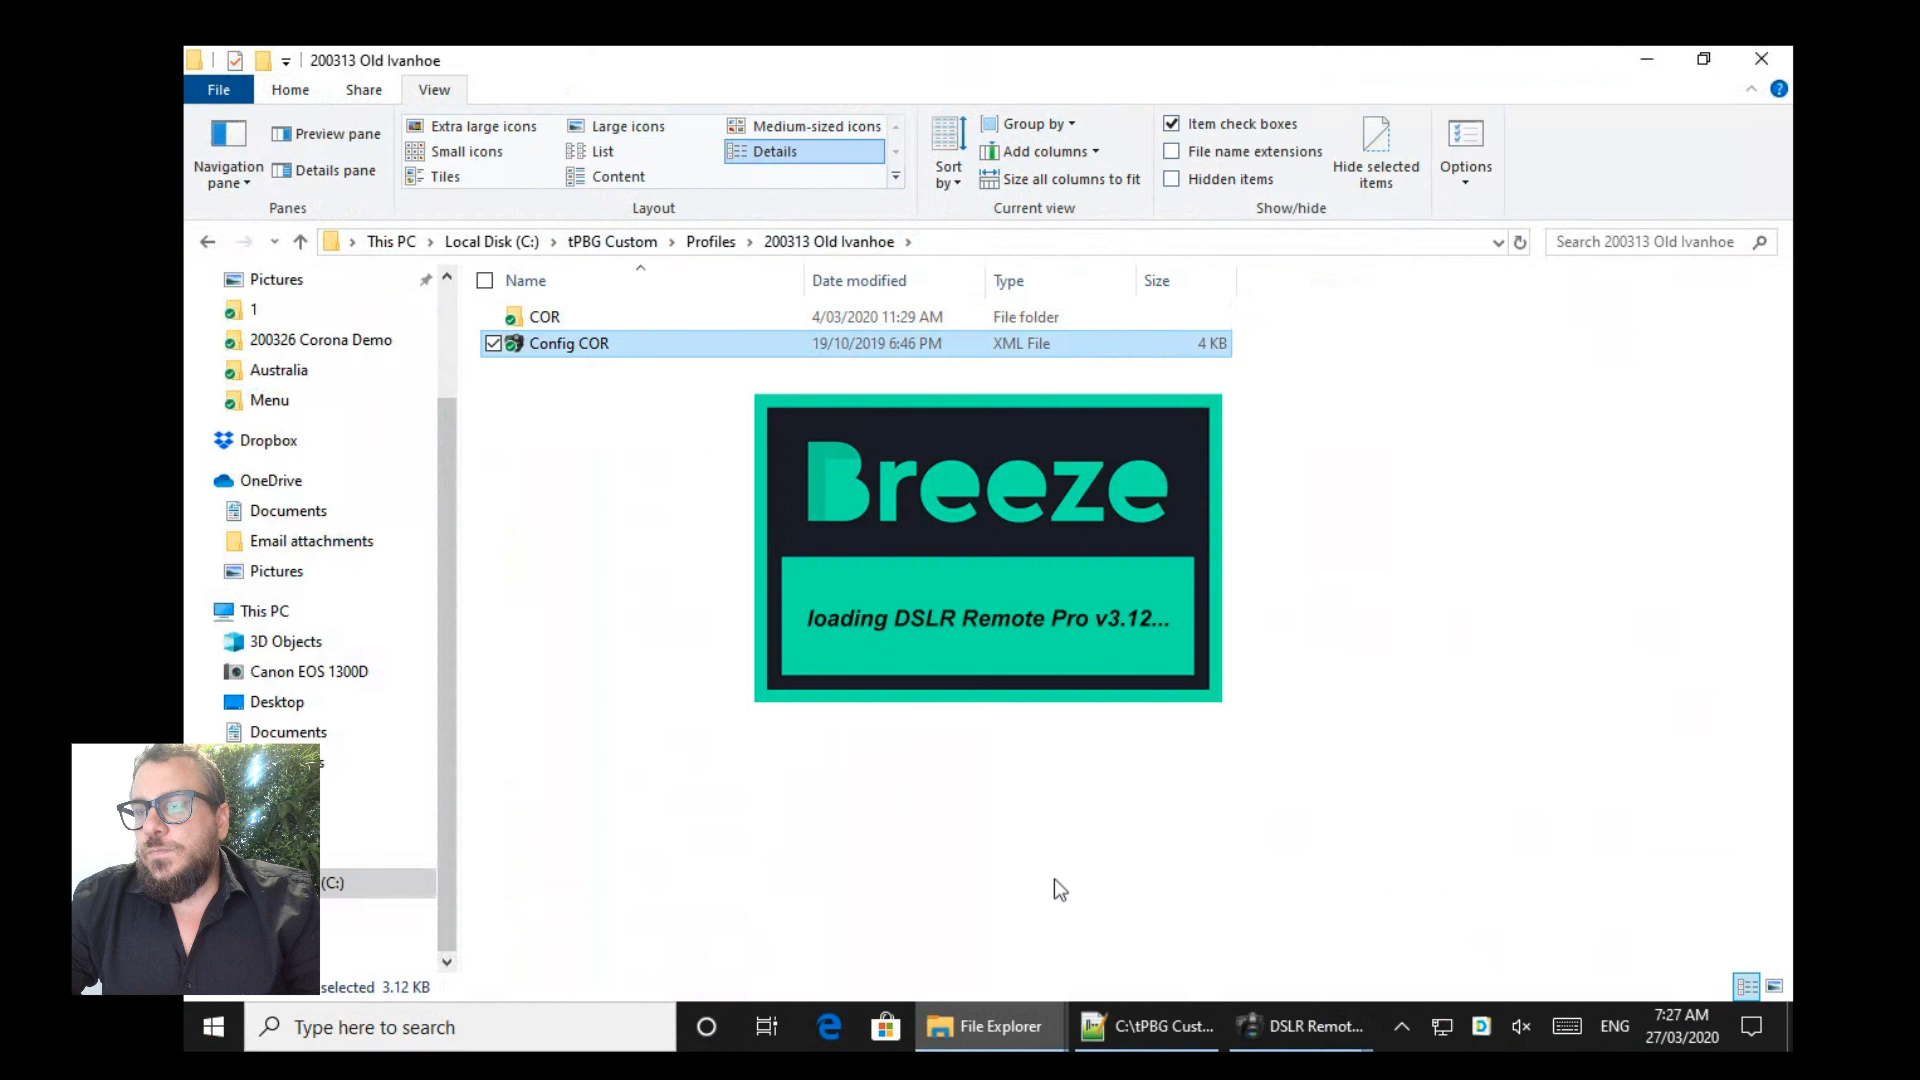 200313 Old Ivanhoe
File Home Share View
Navigation pane
Preview pane
Details pane
Panes
Extra large icons
Large icons
Medium-sized icons
Small icons
List
Details
Tiles
Content
Layout
Sort by
Group by
Add columns
Size all columns to fit
Current view
Item check boxes
File name extensions
Hidden items
Hide selected items
Show/hide
Options
This PC > Local Disk (C:) > tPBG Custom > Profiles > 200313 Old Ivanhoe >
Search 200313 Old Ivanhoe
Pictures
1
200326 Corona Demo
Australia
Menu
Dropbox
OneDrive
Documents
Email attachments
Pictures
This PC
3D Objects
Canon EOS 1300D
Desktop
Documents
s
(C:)
Name Date modified Type Size
COR 4/03/2020 11:29 AM File folder
Config COR 19/10/2019 6:46 PM XML File 4 KB
Breeze
loading DSLR Remote Pro v3.12...
selected 3.12 KB
Type here to search
File Explorer
C:\tPBG Cust...
DSLR Remot...
ENG
7:27 AM
27/03/2020